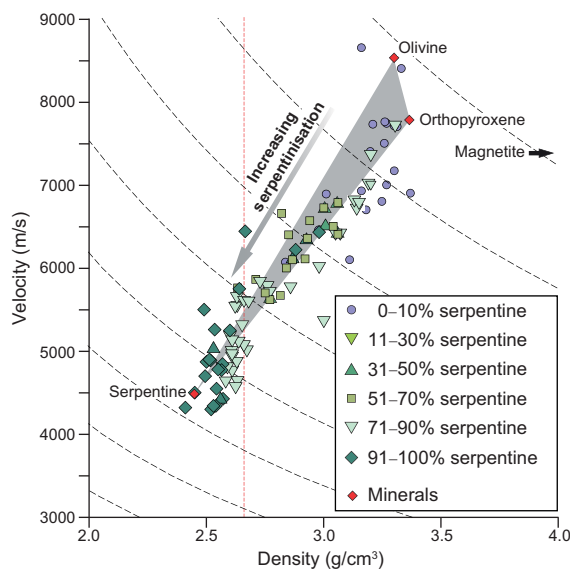 9000
8000
7000
6000
5000
4000
3000
Velocity (m/s)
2.0
2.5
3.0
3.5
4.0
Density (g/cm³)
Olivine
Orthopyroxene
Magnetite
Increasing
serpentinisation
Serpentine
0–10% serpentine
11–30% serpentine
31–50% serpentine
51–70% serpentine
71–90% serpentine
91–100% serpentine
Minerals